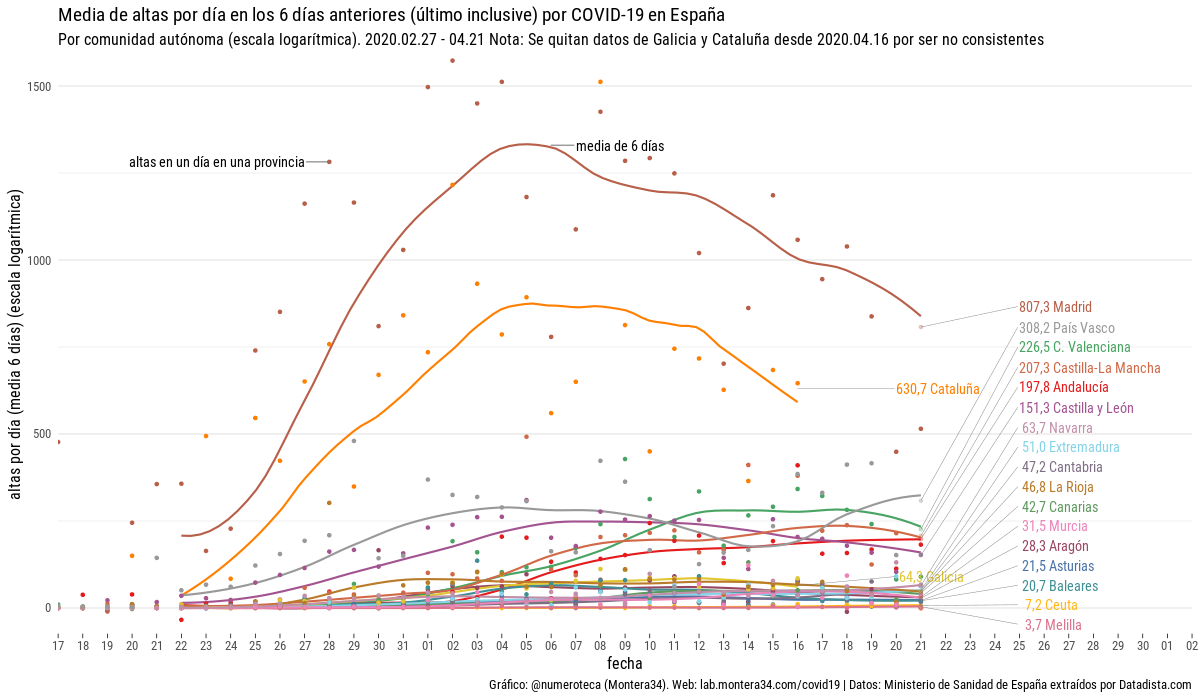 Media de altas por día en los 6 días anteriores (último inclusive) por COVID-19 en España
Por comunidad autónoma (escala logarítmica). 2020.02.27 - 04.21 Nota: Se quitan datos de Galicia y Cataluña desde 2020.04.16 por ser no consistentes
altas por día (media 6 días) (escala logarítmica)
1500
1000
500
0
altas en un día en una provincia
media de 6 días
630,7 Cataluña
64,3 Galicia
807,3 Madrid
308,2 País Vasco
226,5 C. Valenciana
207,3 Castilla-La Mancha
197,8 Andalucía
151,3 Castilla y León
63,7 Navarra
51,0 Extremadura
47,2 Cantabria
46,8 La Rioja
42,7 Canarias
31,5 Murcia
28,3 Aragón
21,5 Asturias
20,7 Baleares
7,2 Ceuta
3,7 Melilla
17 18 19 20 21 22 23 24 25 26 27 28 29 30 31 01 02 03 04 05 06 07 08 09 10 11 12 13 14 15 16 17 18 19 20 21 22 23 24 25 26 27 28 29 30 01 02
fecha
Gráfico: @numeroteca (Montera34). Web: lab.montera34.com/covid19 | Datos: Ministerio de Sanidad de España extraídos por Datadista.com